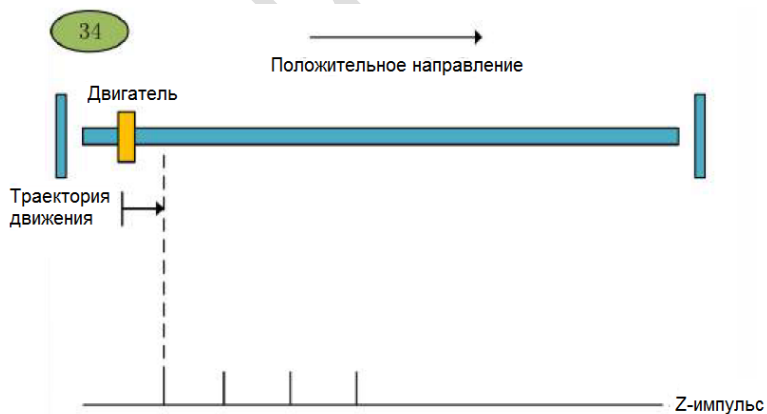 34
Положительное направление
Двигатель
Траектория
движения
Z-импульс